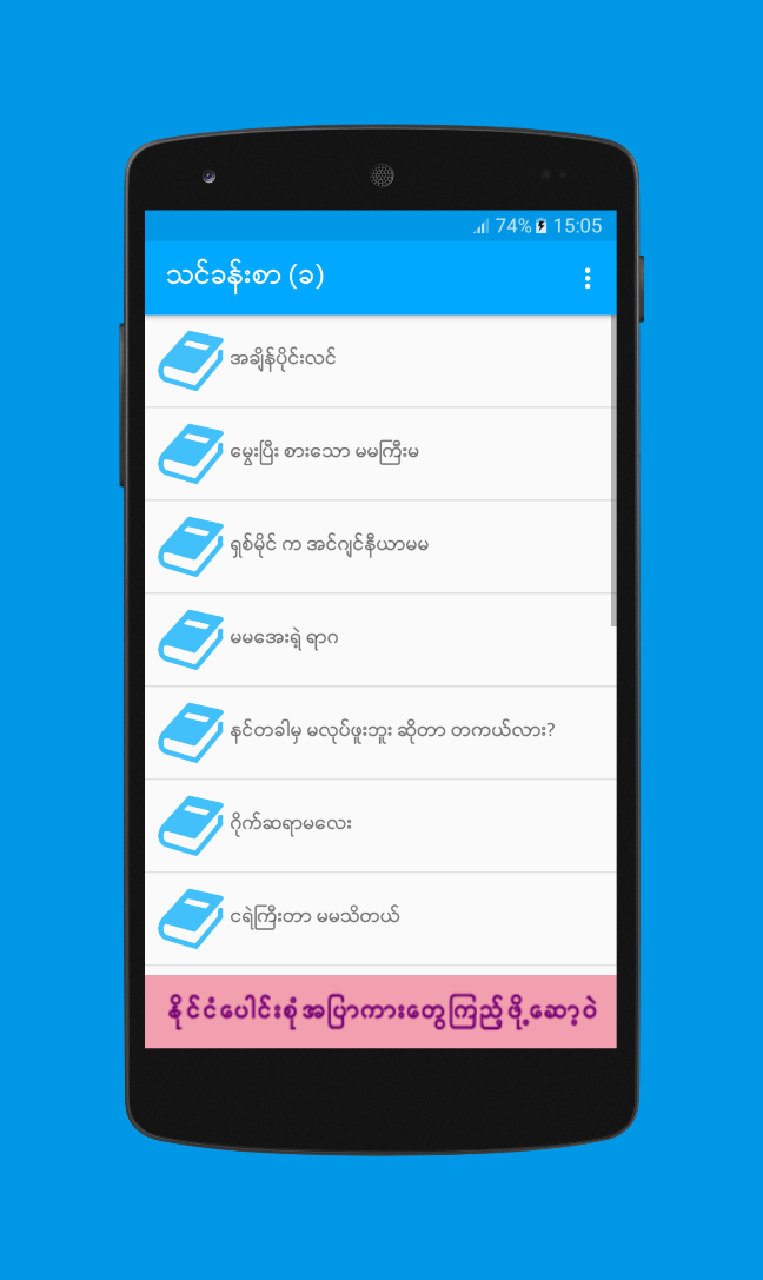 74% 15:05
သင်ခန်းစာ (ခ)
အချိန်ပိုင်းလင်
မွေးပြီး စားသော မမကြီးမ
ရှစ်မိုင် က အင်ဂျင်နီယာမမ
မမအေးရဲ့ ရာဂ
နင်တခါမှ မလုပ်ဖူးဘူး ဆိုတာ တကယ်လား?
ဂိုက်ဆရာမလေး
ငရဲကြီးတာ မမသိတယ်
နိုင်ငံပေါင်းစုံအပြာကားတွေကြည့်ဖို့ဆော့ဝဲ